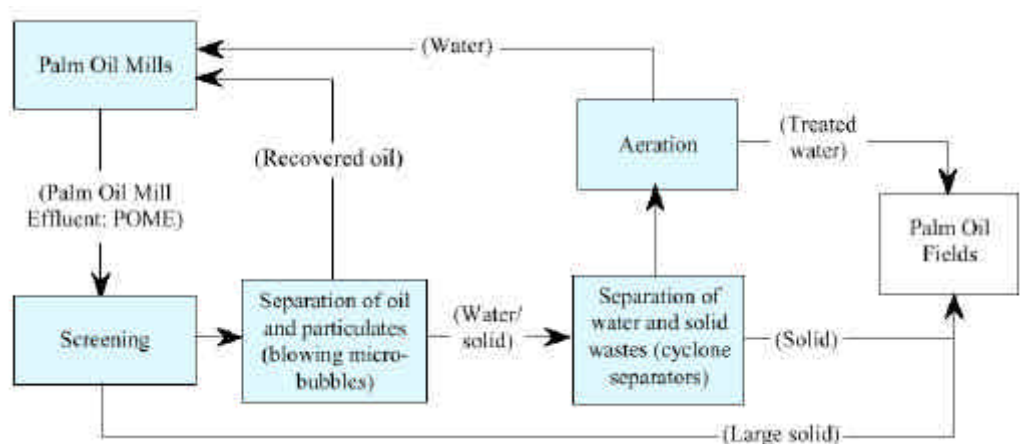 (Water)
Palm Oil Mills
Aeration
(Treated
water)
(Recovered oil)
(Palm Oil Mill
Effluent: POME)
Palm Oil
Fields
Screening
Separation of oil
and particulates
(blowing micro-
bubbles)
(Water/
solid)
Separation of
water and solid
wastes (cyclone
separators)
(Solid)
(Large solid)